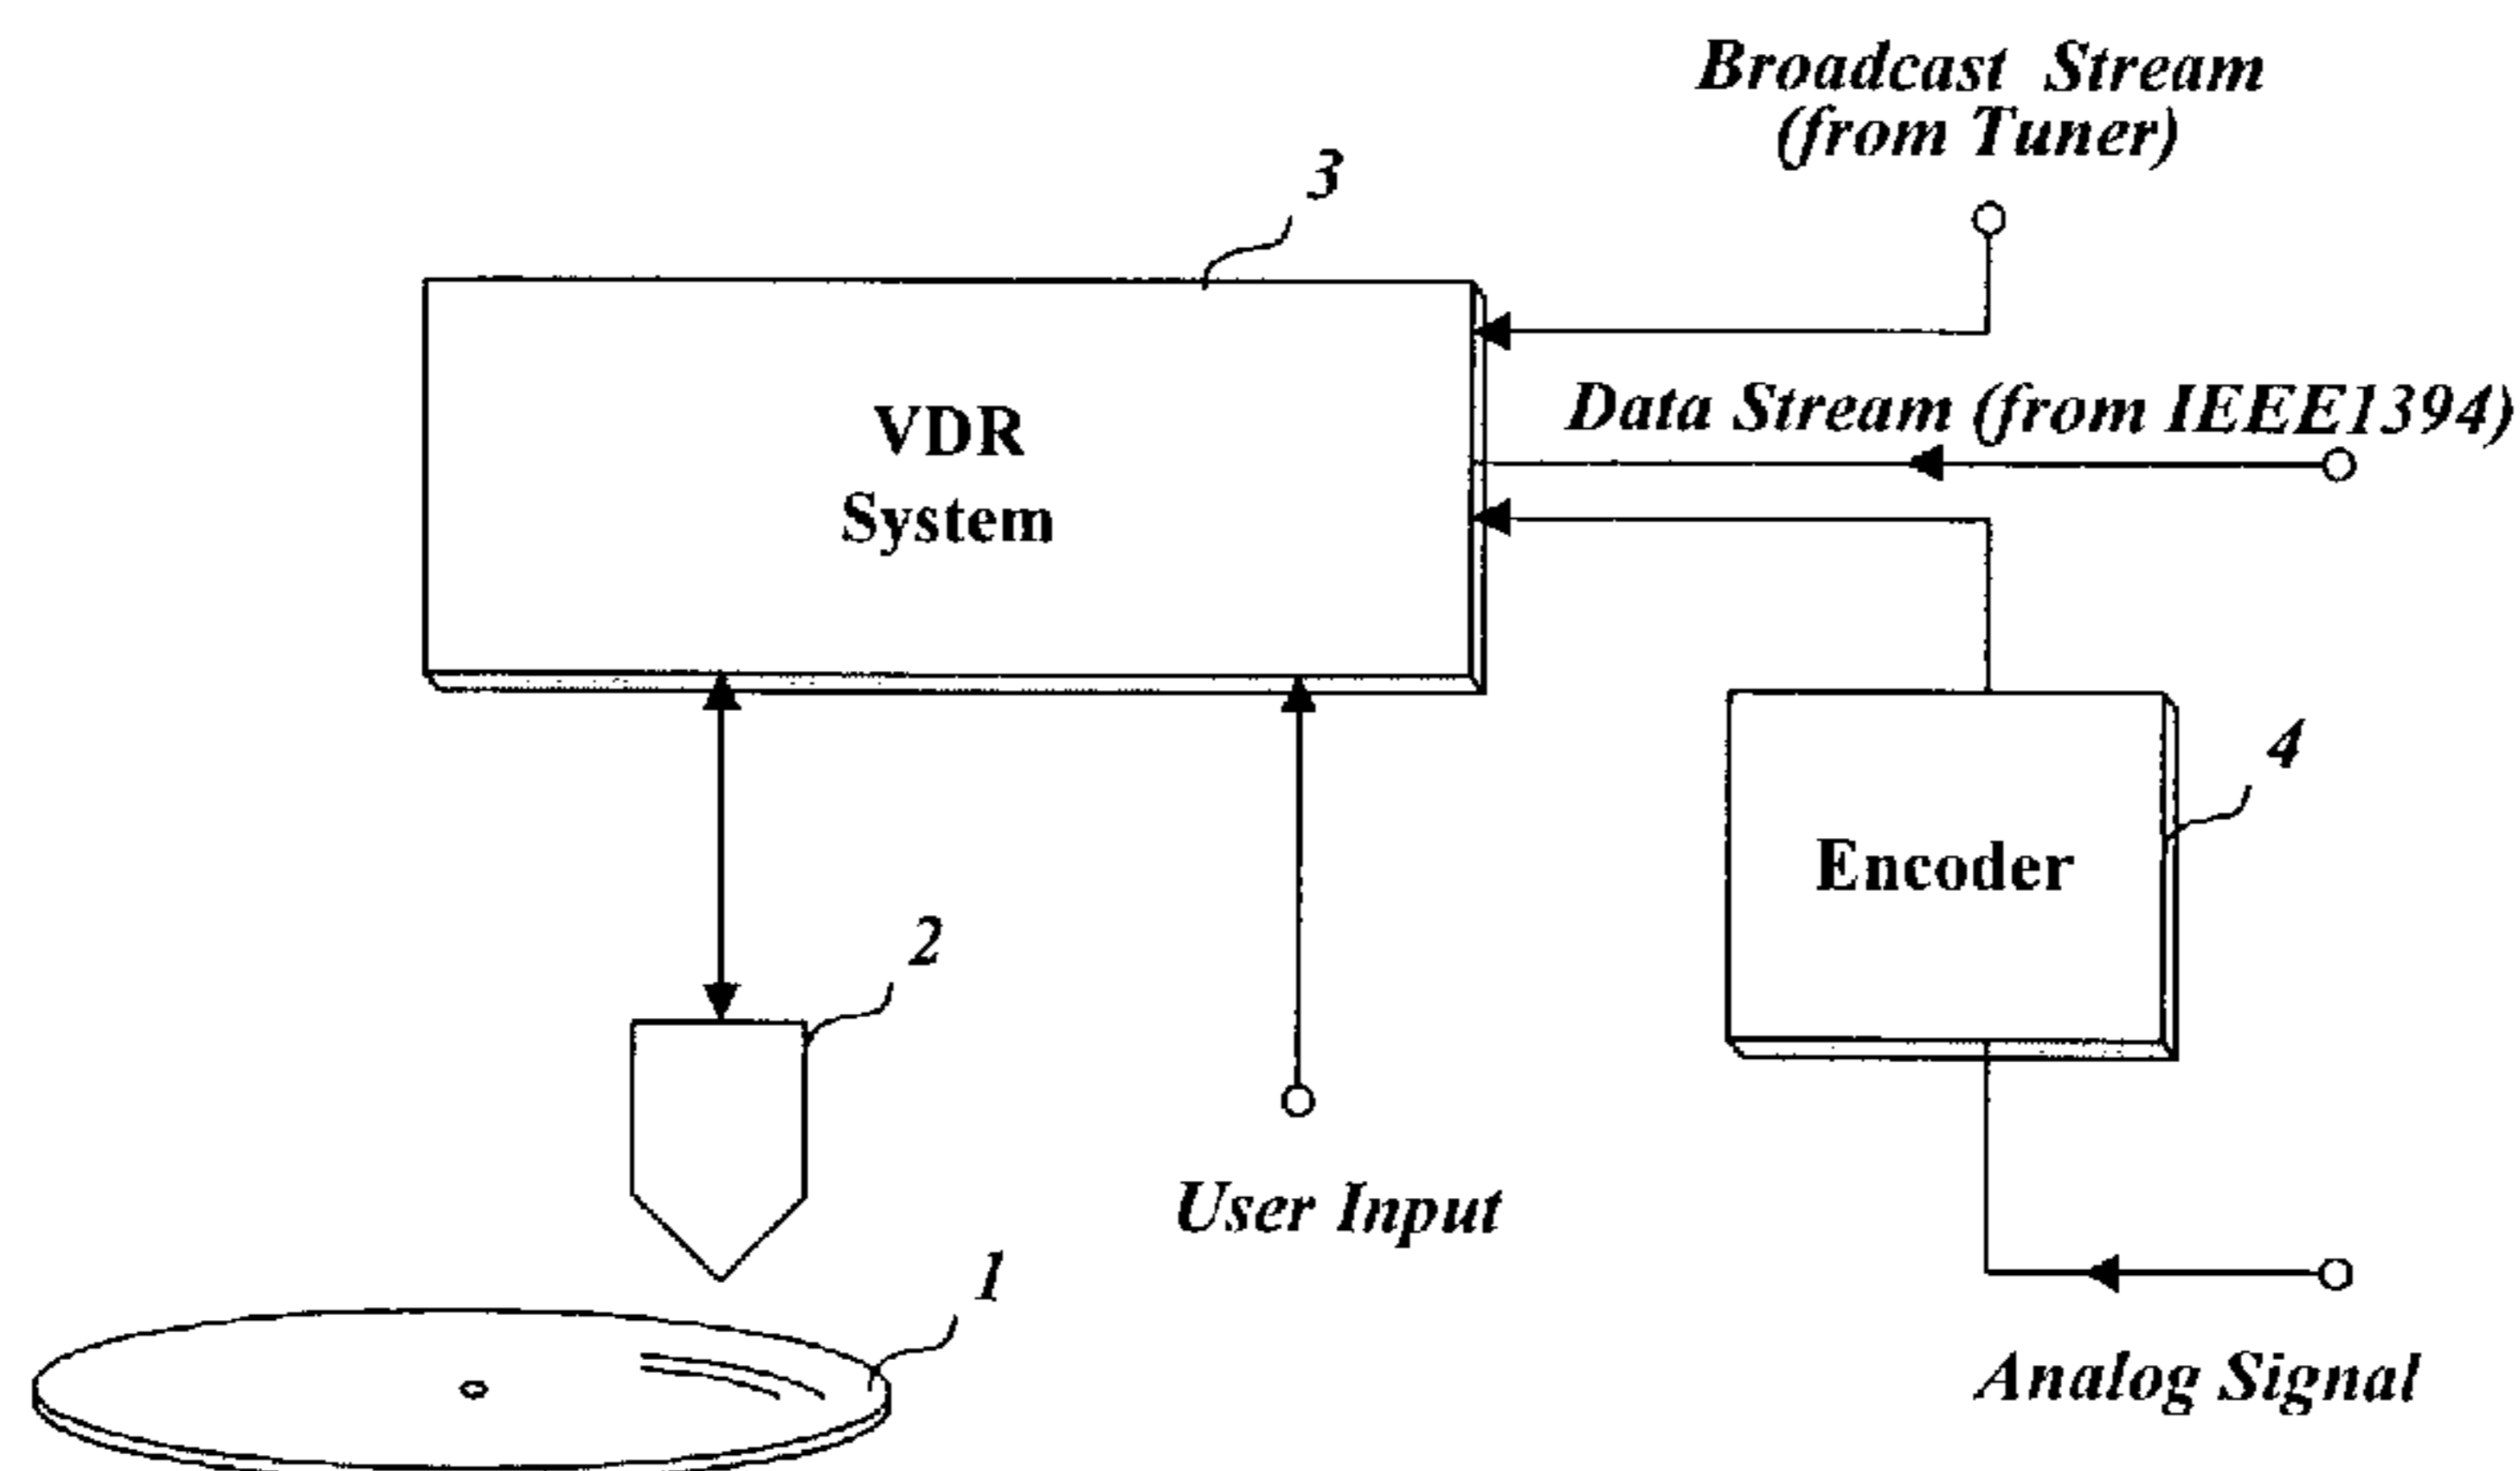 Broadcast Stream
(from Tuner)
3
Data Stream (from IEEE1394)
VDR
System
4
Encoder
2
User Input
1
Analog Signal